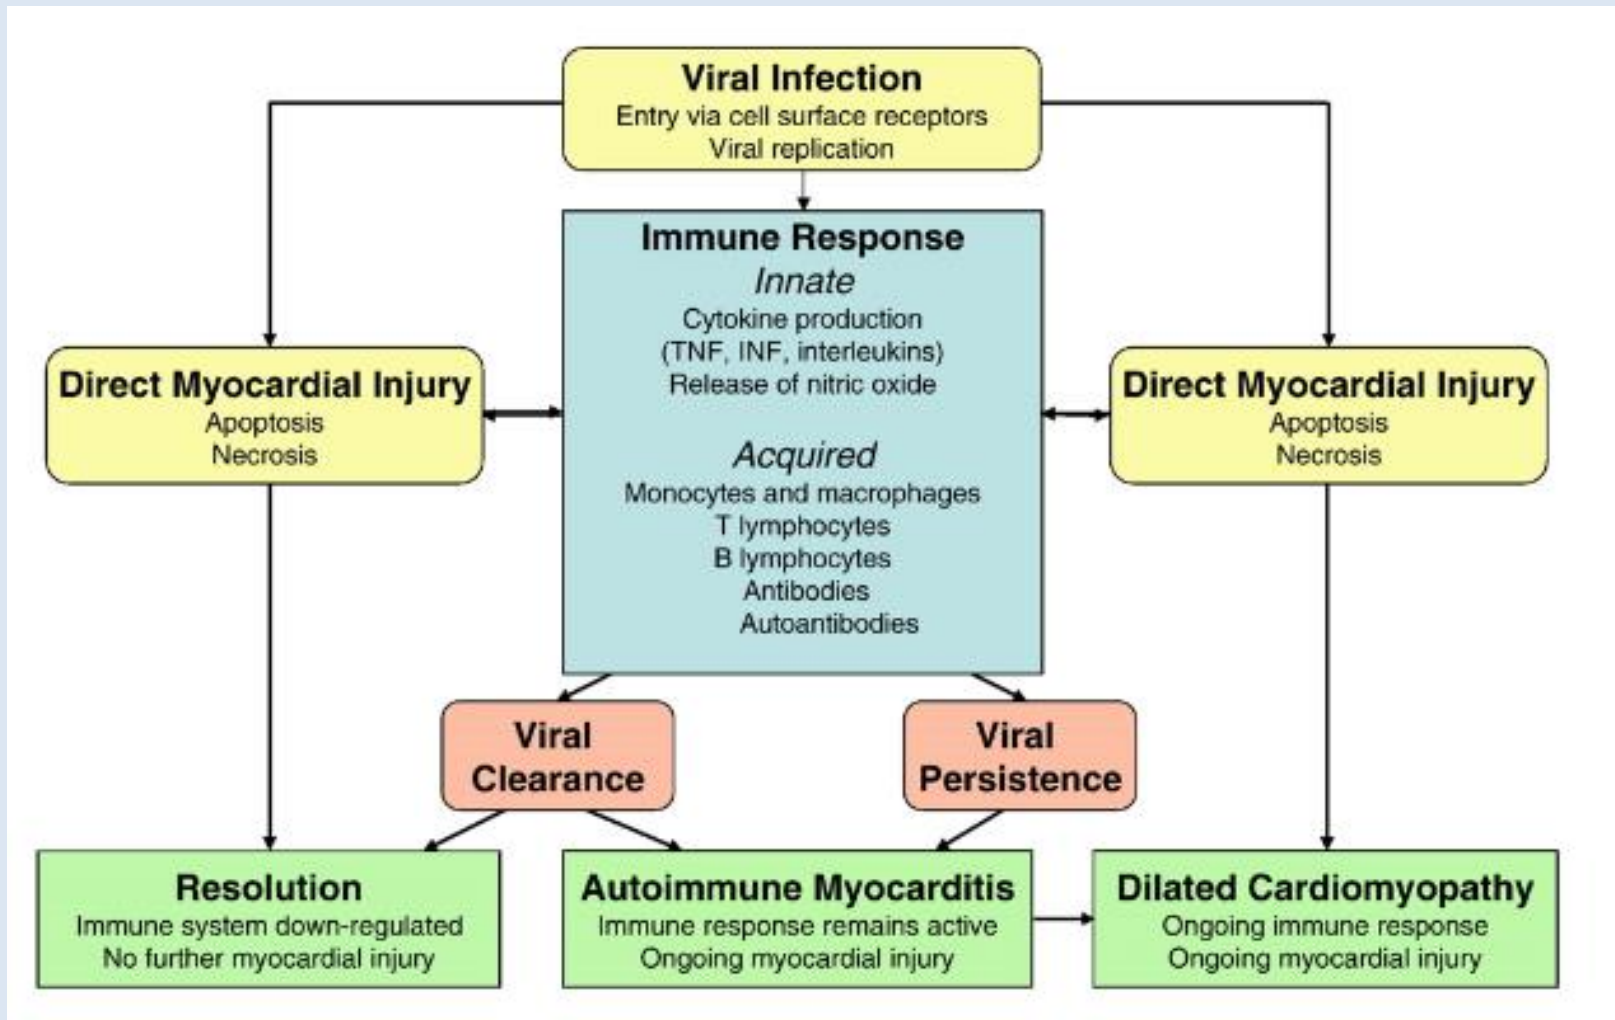 Viral Infection
Entry via cell surface receptors
Viral replication
Immune Response
Innate
Cytokine production
(TNF, INF, interleukins)
Release of nitric oxide
Acquired
Monocytes and macrophages
T lymphocytes
B lymphocytes
Antibodies
Autoantibodies
Direct Myocardial Injury
Apoptosis
Necrosis
Direct Myocardial Injury
Apoptosis
Necrosis
Viral
Clearance
Viral
Persistence
Resolution
Immune system down-regulated
No further myocardial injury
Autoimmune Myocarditis
Immune response remains active
Ongoing myocardial injury
Dilated Cardiomyopathy
Ongoing immune response
Ongoing myocardial injury